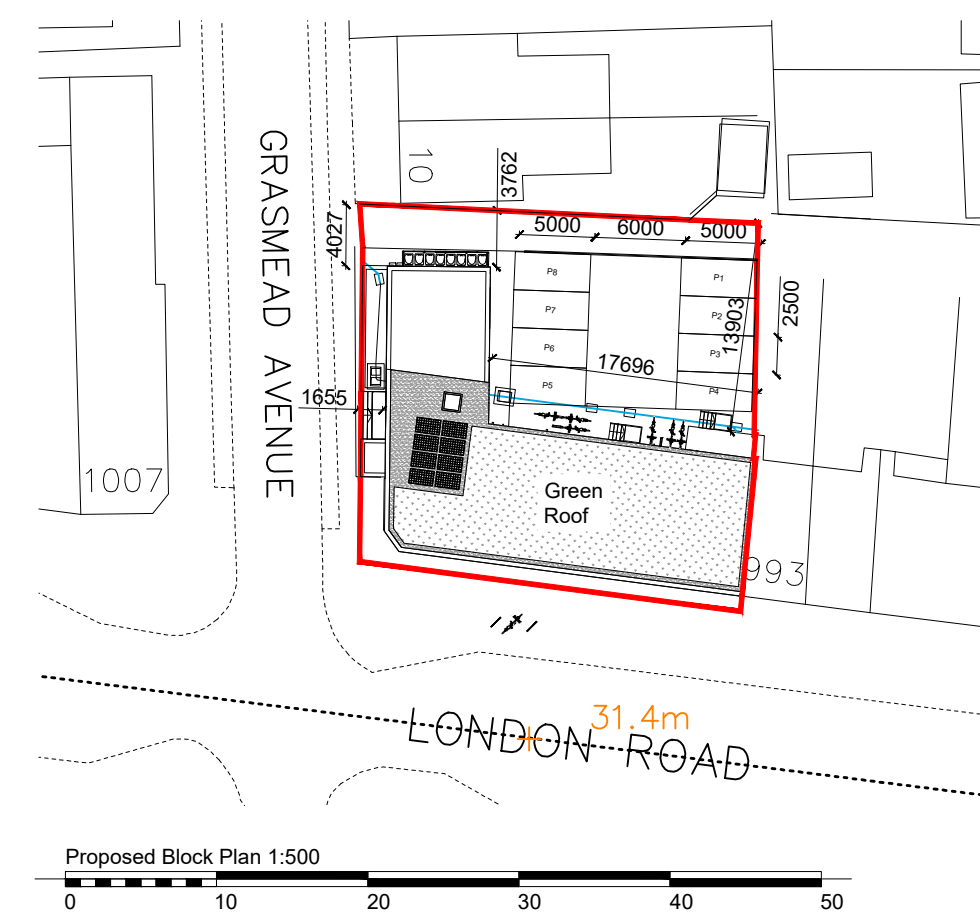 GRASMEAD AVENUE
10
3762
4027
5000
6000
5000
P8
P1
P7
P2
P6
P3
P5
P4
2500
13903
17696
1655
1007
Green
Roof
993
31.4m
LONDON ROAD
Proposed Block Plan 1:500
0 10 20 30 40 50